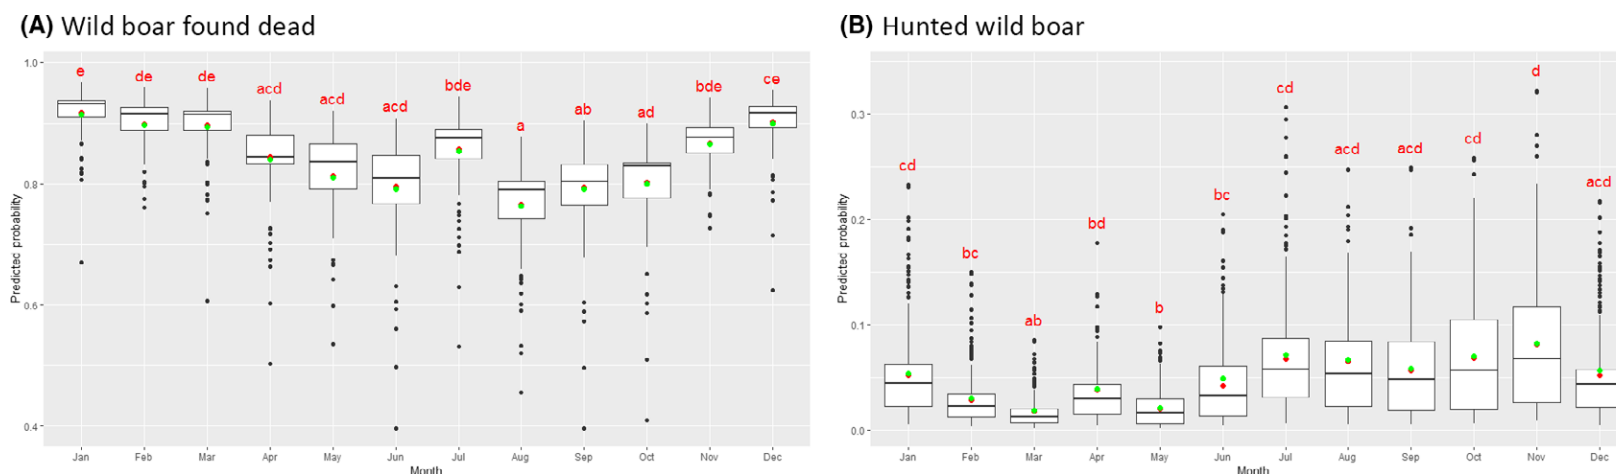 (A) Wild boar found dead
1.0
0.8
0.6
0.4
Predicted probability
e
de
de
acd
acd
acd
bde
a
ab
ad
bde
ce
Jan
Feb
Mar
Apr
May
Jun
Jul
Aug
Sep
Oct
Nov
Dec
Month
(B) Hunted wild boar
0.3
0.2
0.1
0.0
Predicted probability
cd
bc
ab
bd
b
bc
cd
acd
acd
cd
d
acd
Jan
Feb
Mar
Apr
May
Jun
Jul
Aug
Sep
Oct
Nov
Dec
Month